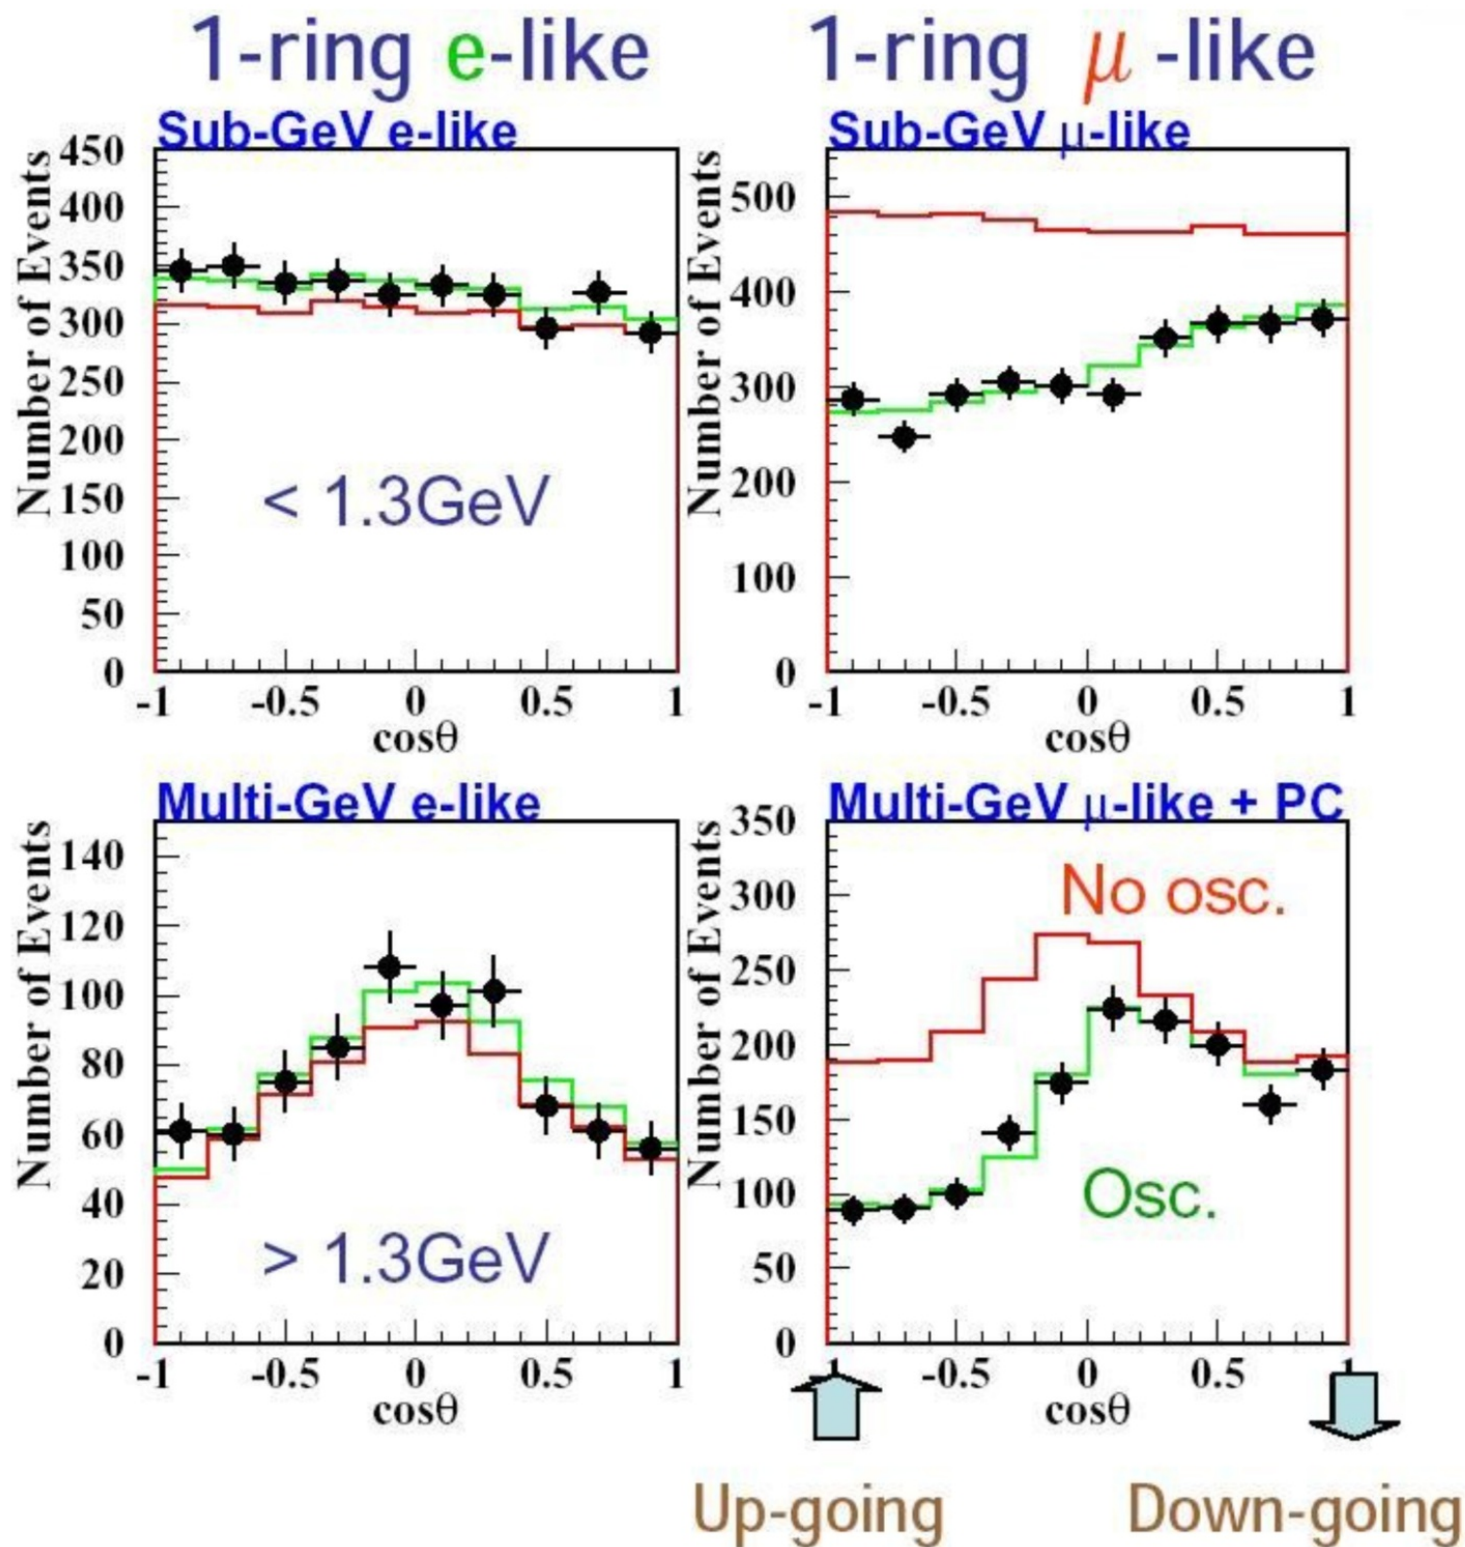 1-ring e-like
1-ring μ -like
Sub-GeV e-like
Number of Events
450
400
350
300
250
200
150
100
50
0
< 1.3GeV
-1 -0.5 0 0.5 1
cosθ
Sub-GeV μ-like
Number of Events
500
400
300
200
100
0
-1 -0.5 0 0.5 1
cosθ
Multi-GeV e-like
Number of Events
140
120
100
80
60
40
20
0
> 1.3GeV
-1 -0.5 0 0.5 1
cosθ
Multi-GeV μ-like + PC
Number of Events
350
300
250
200
150
100
50
0
No osc.
Osc.
-1 -0.5 0 0.5 1
cosθ
Up-going
Down-going